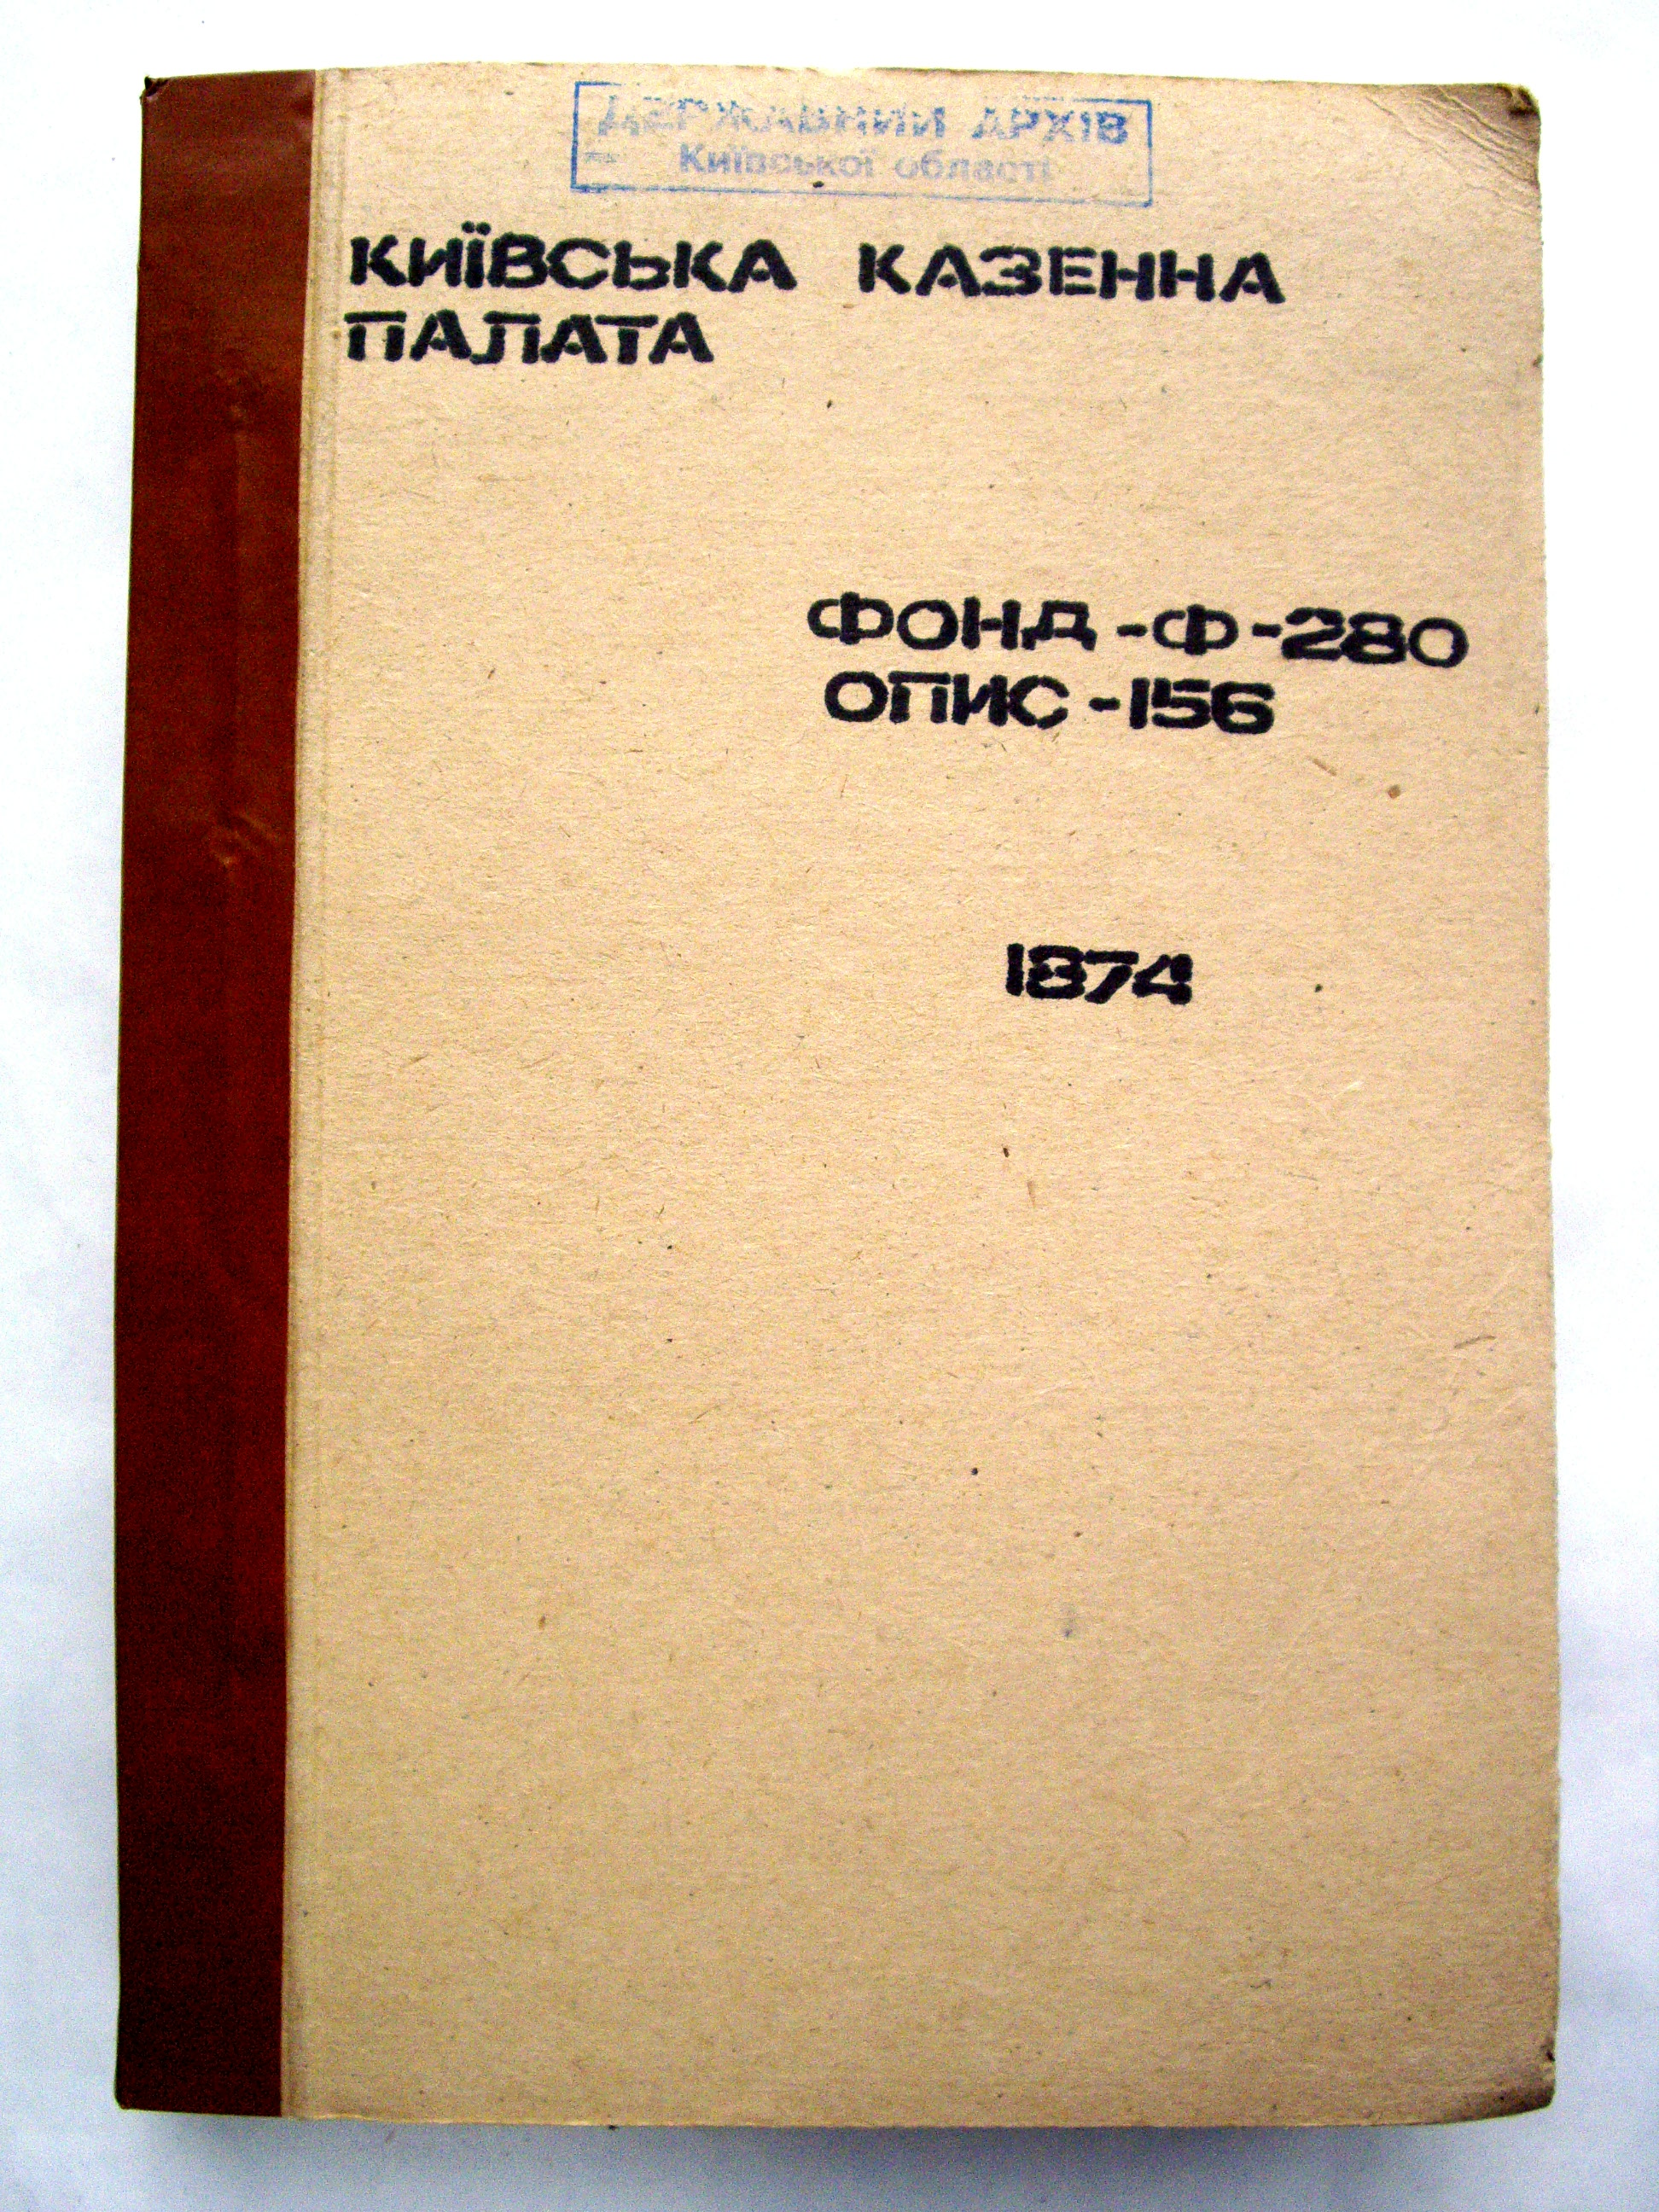 ДЕРЖАВНИЙ АРХІВ
Київської області
КИЇВСЬКА КАЗЕННА
ПАЛАТА
ФОНД-Ф-280
ОПИС-156
1874